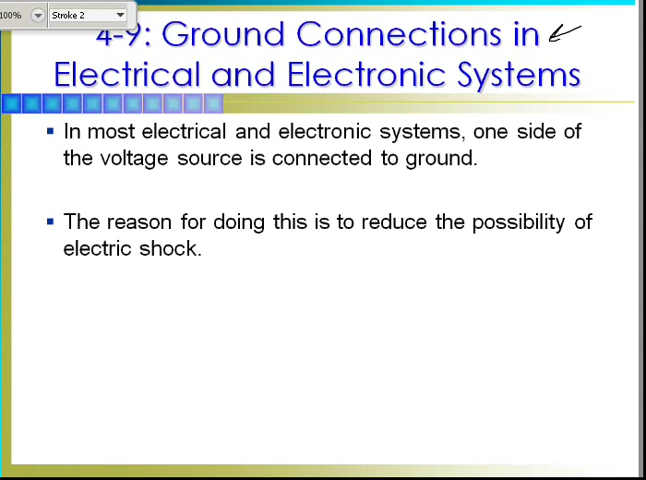 100%
Stroke 2
4-9: Ground Connections in
Electrical and Electronic Systems
In most electrical and electronic systems, one side of
the voltage source is connected to ground.
The reason for doing this is to reduce the possibility of
electric shock.